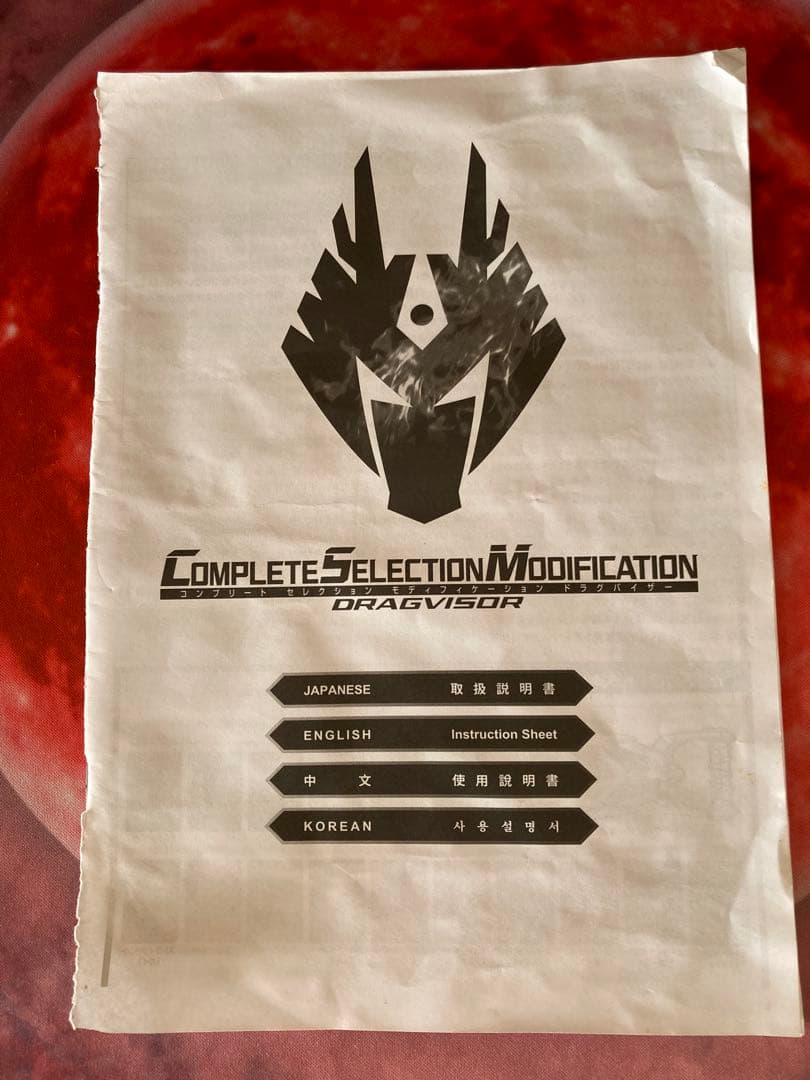 COMPLETE SELECTION MODIFICATION
コンプリート セレクション モディフィケーション ドラグバイザー
DRAGVISOR
JAPANESE 取扱説明書
ENGLISH Instruction Sheet
中文 使用說明書
KOREAN 사용설명서